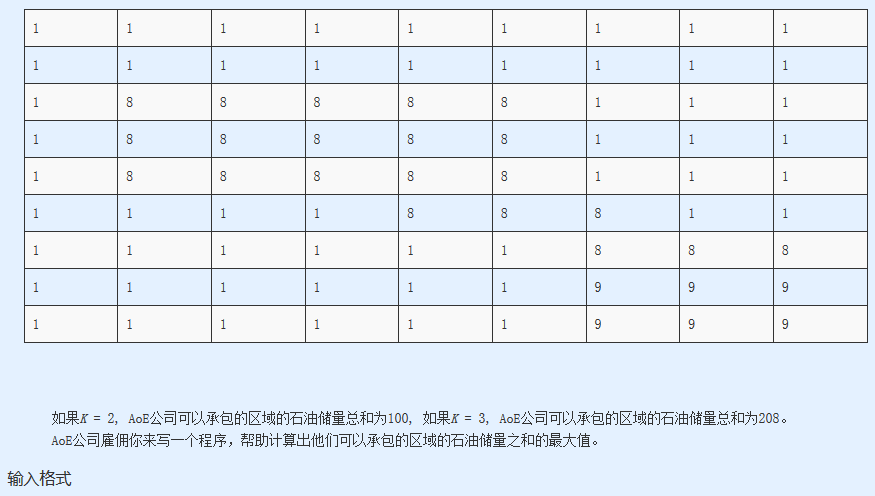 1 1 1 1 1 1 1 1 1
1 1 1 1 1 1 1 1 1
1 8 8 8 8 8 1 1 1
1 8 8 8 8 8 1 1 1
1 8 8 8 8 8 1 1 1
1 1 1 1 8 8 8 1 1
1 1 1 1 1 1 8 8 8
1 1 1 1 1 1 9 9 9
1 1 1 1 1 1 9 9 9
如果K = 2, AoE公司可以承包的区域的石油储量总和为100, 如果K = 3, AoE公司可以承包的区域的石油储量总和为208。
AoE公司雇佣你来写一个程序，帮助计算出他们可以承包的区域的石油储量之和的最大值。
输入格式